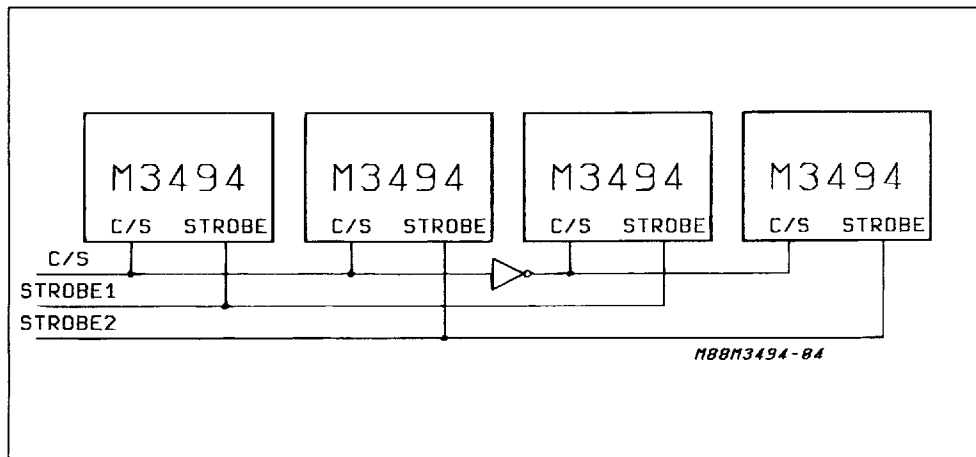 M3494 M3494 M3494 M3494
C/S STROBE C/S STROBE C/S STROBE C/S STROBE
C/S
STROBE1
STROBE2
M88M3494-04